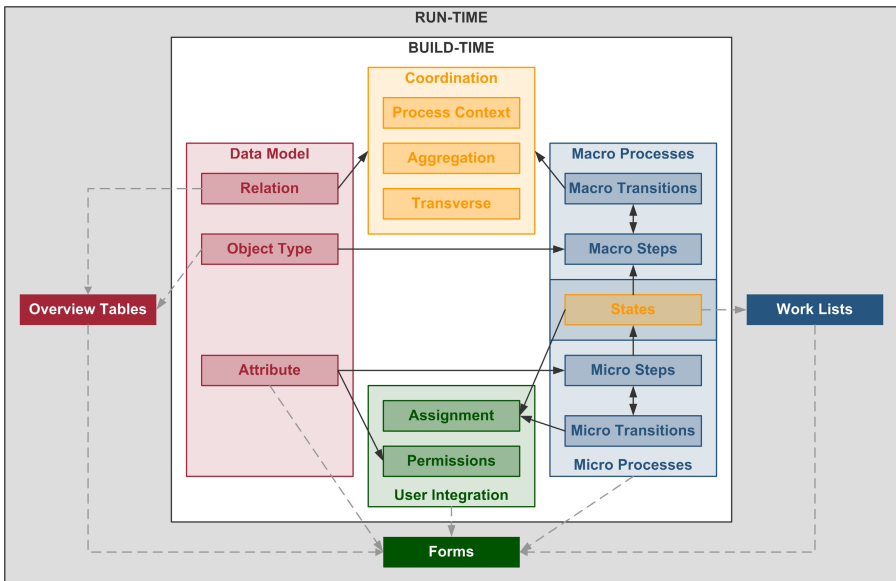 RUN-TIME
BUILD-TIME
Coordination
Process Context
Aggregation
Transverse
Data Model
Relation
Object Type
Attribute
Macro Processes
Macro Transitions
Macro Steps
States
Micro Steps
Micro Transitions
Micro Processes
Assignment
Permissions
User Integration
Overview Tables
Work Lists
Forms